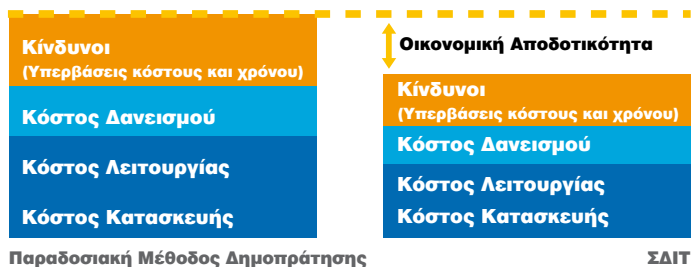 Κίνδυνοι
(Υπερβάσεις κόστους και χρόνου)
Κόστος Δανεισμού
Κόστος Λειτουργίας
Κόστος Κατασκευής
Παραδοσιακή Μέθοδος Δημοπράτησης
Οικονομική Αποδοτικότητα
Κίνδυνοι
(Υπερβάσεις κόστους και χρόνου)
Κόστος Δανεισμού
Κόστος Λειτουργίας
Κόστος Κατασκευής
ΣΔΙΤ